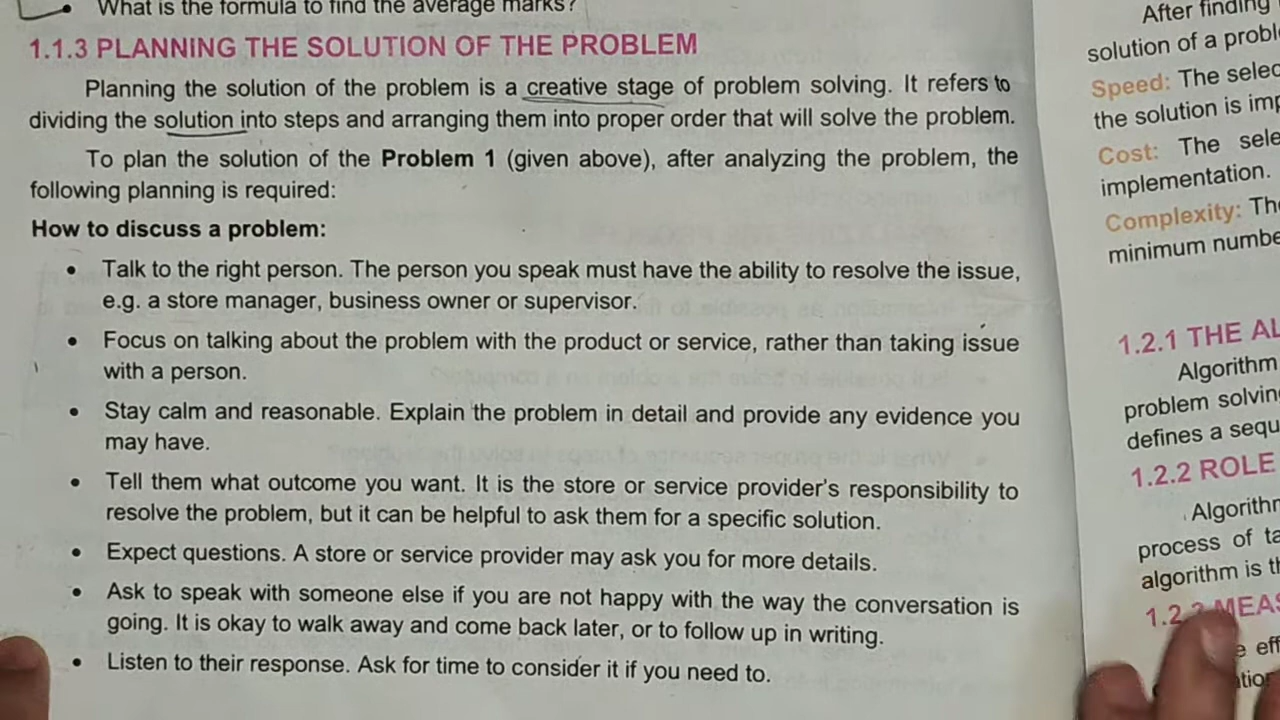 • What is the formula to find the average marks?
1.1.3 PLANNING THE SOLUTION OF THE PROBLEM
Planning the solution of the problem is a creative stage of problem solving. It refers to
dividing the solution into steps and arranging them into proper order that will solve the problem.
To plan the solution of the Problem 1 (given above), after analyzing the problem, the
following planning is required:
How to discuss a problem:
• Talk to the right person. The person you speak must have the ability to resolve the issue,
e.g. a store manager, business owner or supervisor.
• Focus on talking about the problem with the product or service, rather than taking issue
with a person.
• Stay calm and reasonable. Explain the problem in detail and provide any evidence you
may have.
• Tell them what outcome you want. It is the store or service provider's responsibility to
resolve the problem, but it can be helpful to ask them for a specific solution.
• Expect questions. A store or service provider may ask you for more details.
• Ask to speak with someone else if you are not happy with the way the conversation is
going. It is okay to walk away and come back later, or to follow up in writing.
• Listen to their response. Ask for time to consider it if you need to.
After finding
solution of a
Speed: The
the solution is
Cost: The
implementation.
Complexity:
minimum
1.2.1 THE
Algorithm
problem
defines a
1.2.2 ROLE
process of
algorithm is